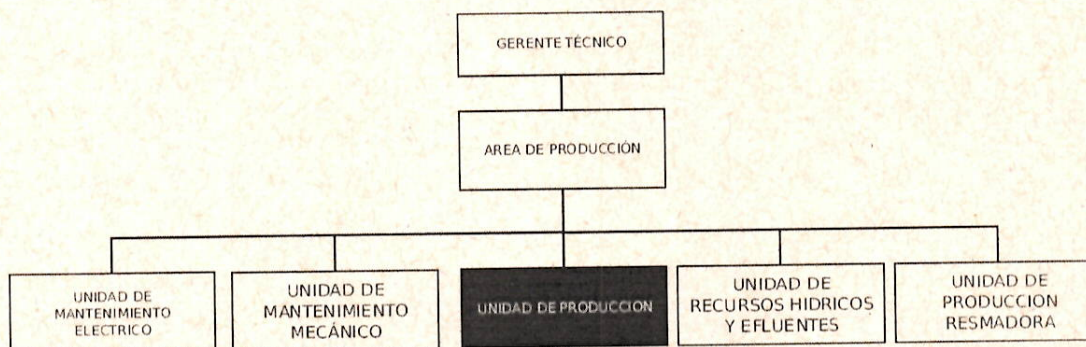 GERENTE TÉCNICO
AREA DE PRODUCCIÓN
UNIDAD DE
MANTENIMIENTO
ELECTRICO
UNIDAD DE
MANTENIMIENTO
MECÁNICO
UNIDAD DE PRODUCCION
UNIDAD DE
RECURSOS HIDRICOS
Y EFLUENTES
UNIDAD DE
PRODUCCION
RESMADORA